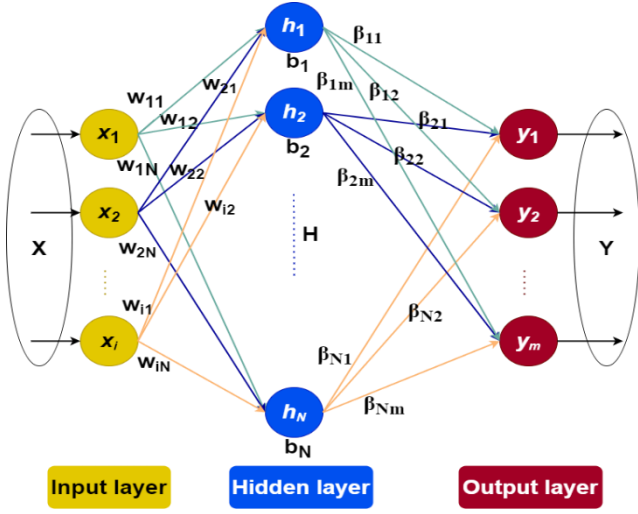 h₁
b₁
β₁₁
w₁₁
w₂₁
β₁ₘ
β₁₂
x₁
w₁₂
h₂
b₂
β₂₁
y₁
w₁N
w₂₂
β₂₂
β₂ₘ
x₂
wᵢ₂
y₂
X
w₂N
H
Y
wᵢ₁
βN₂
xᵢ
wᵢN
βN₁
yₘ
hN
bN
βNₘ
Input layer
Hidden layer
Output layer